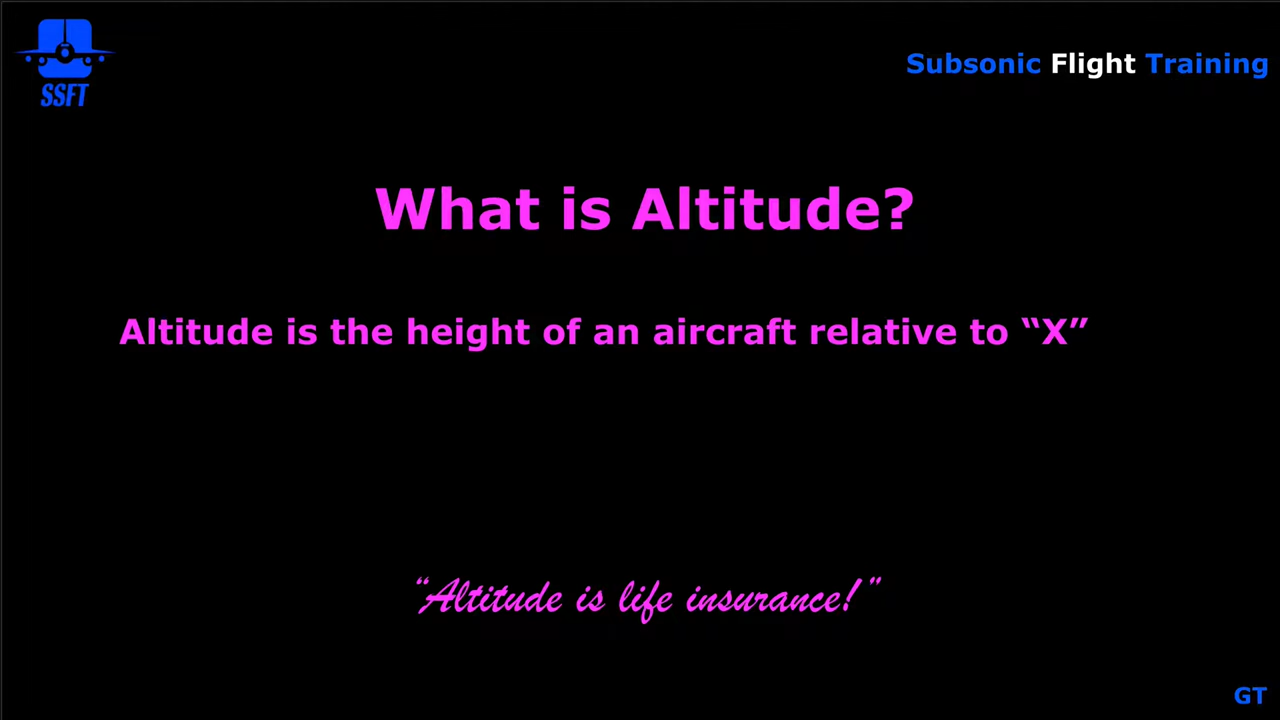 SSFT
Subsonic Flight Training
What is Altitude?
Altitude is the height of an aircraft relative to “X”
“Altitude is life insurance!”
GT